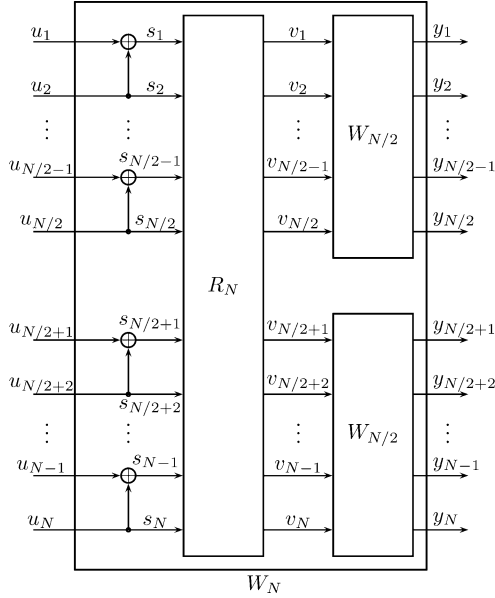 u_1 s_1 v_1 y_1
u_2 s_2 v_2 y_2
⋮ ⋮ ⋮ W_{N/2} ⋮
u_{N/2-1} s_{N/2-1} v_{N/2-1} y_{N/2-1}
u_{N/2} s_{N/2} v_{N/2} y_{N/2}
R_N
u_{N/2+1} s_{N/2+1} v_{N/2+1} y_{N/2+1}
u_{N/2+2} s_{N/2+2} v_{N/2+2} y_{N/2+2}
⋮ ⋮ ⋮ W_{N/2} ⋮
u_{N-1} s_{N-1} v_{N-1} y_{N-1}
u_N s_N v_N y_N
W_N